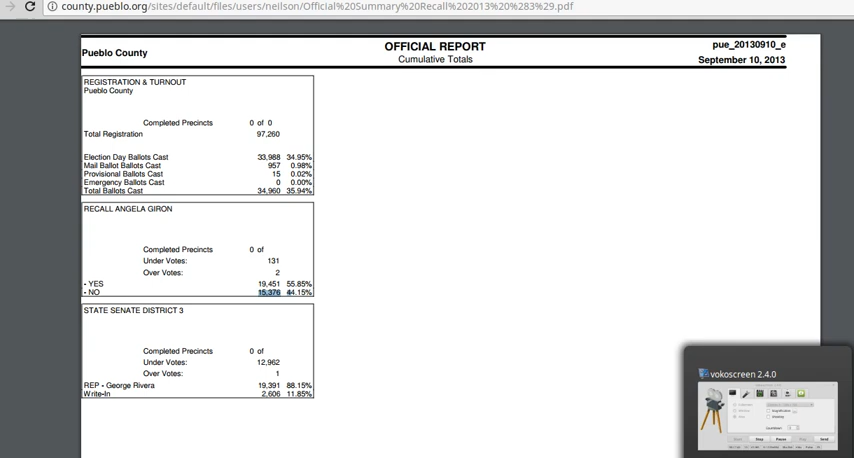 county.pueblo.org/sites/default/files/users/neilson/Official%20Summary%20Recall%202013%20%283%29.pdf
Pueblo County
OFFICIAL REPORT
Cumulative Totals
pue_20130910_e
September 10, 2013
REGISTRATION & TURNOUT
Pueblo County
Completed Precincts 0 of 0
Total Registration 97,260
Election Day Ballots Cast 33,988 34.95%
Mail Ballot Ballots Cast 957 0.98%
Provisional Ballots Cast 15 0.02%
Emergency Ballots Cast 0 0.00%
Total Ballots Cast 34,960 35.94%
RECALL ANGELA GIRON
Completed Precincts 0 of
Under Votes: 131
Over Votes: 2
- YES 19,451 55.85%
- NO 15,376 44.15%
STATE SENATE DISTRICT 3
Completed Precincts 0 of
Under Votes: 12,962
Over Votes: 1
REP - George Rivera 19,391 88.15%
Write-In 2,606 11.85%
vokoscreen 2.4.0
Stop Pause Send